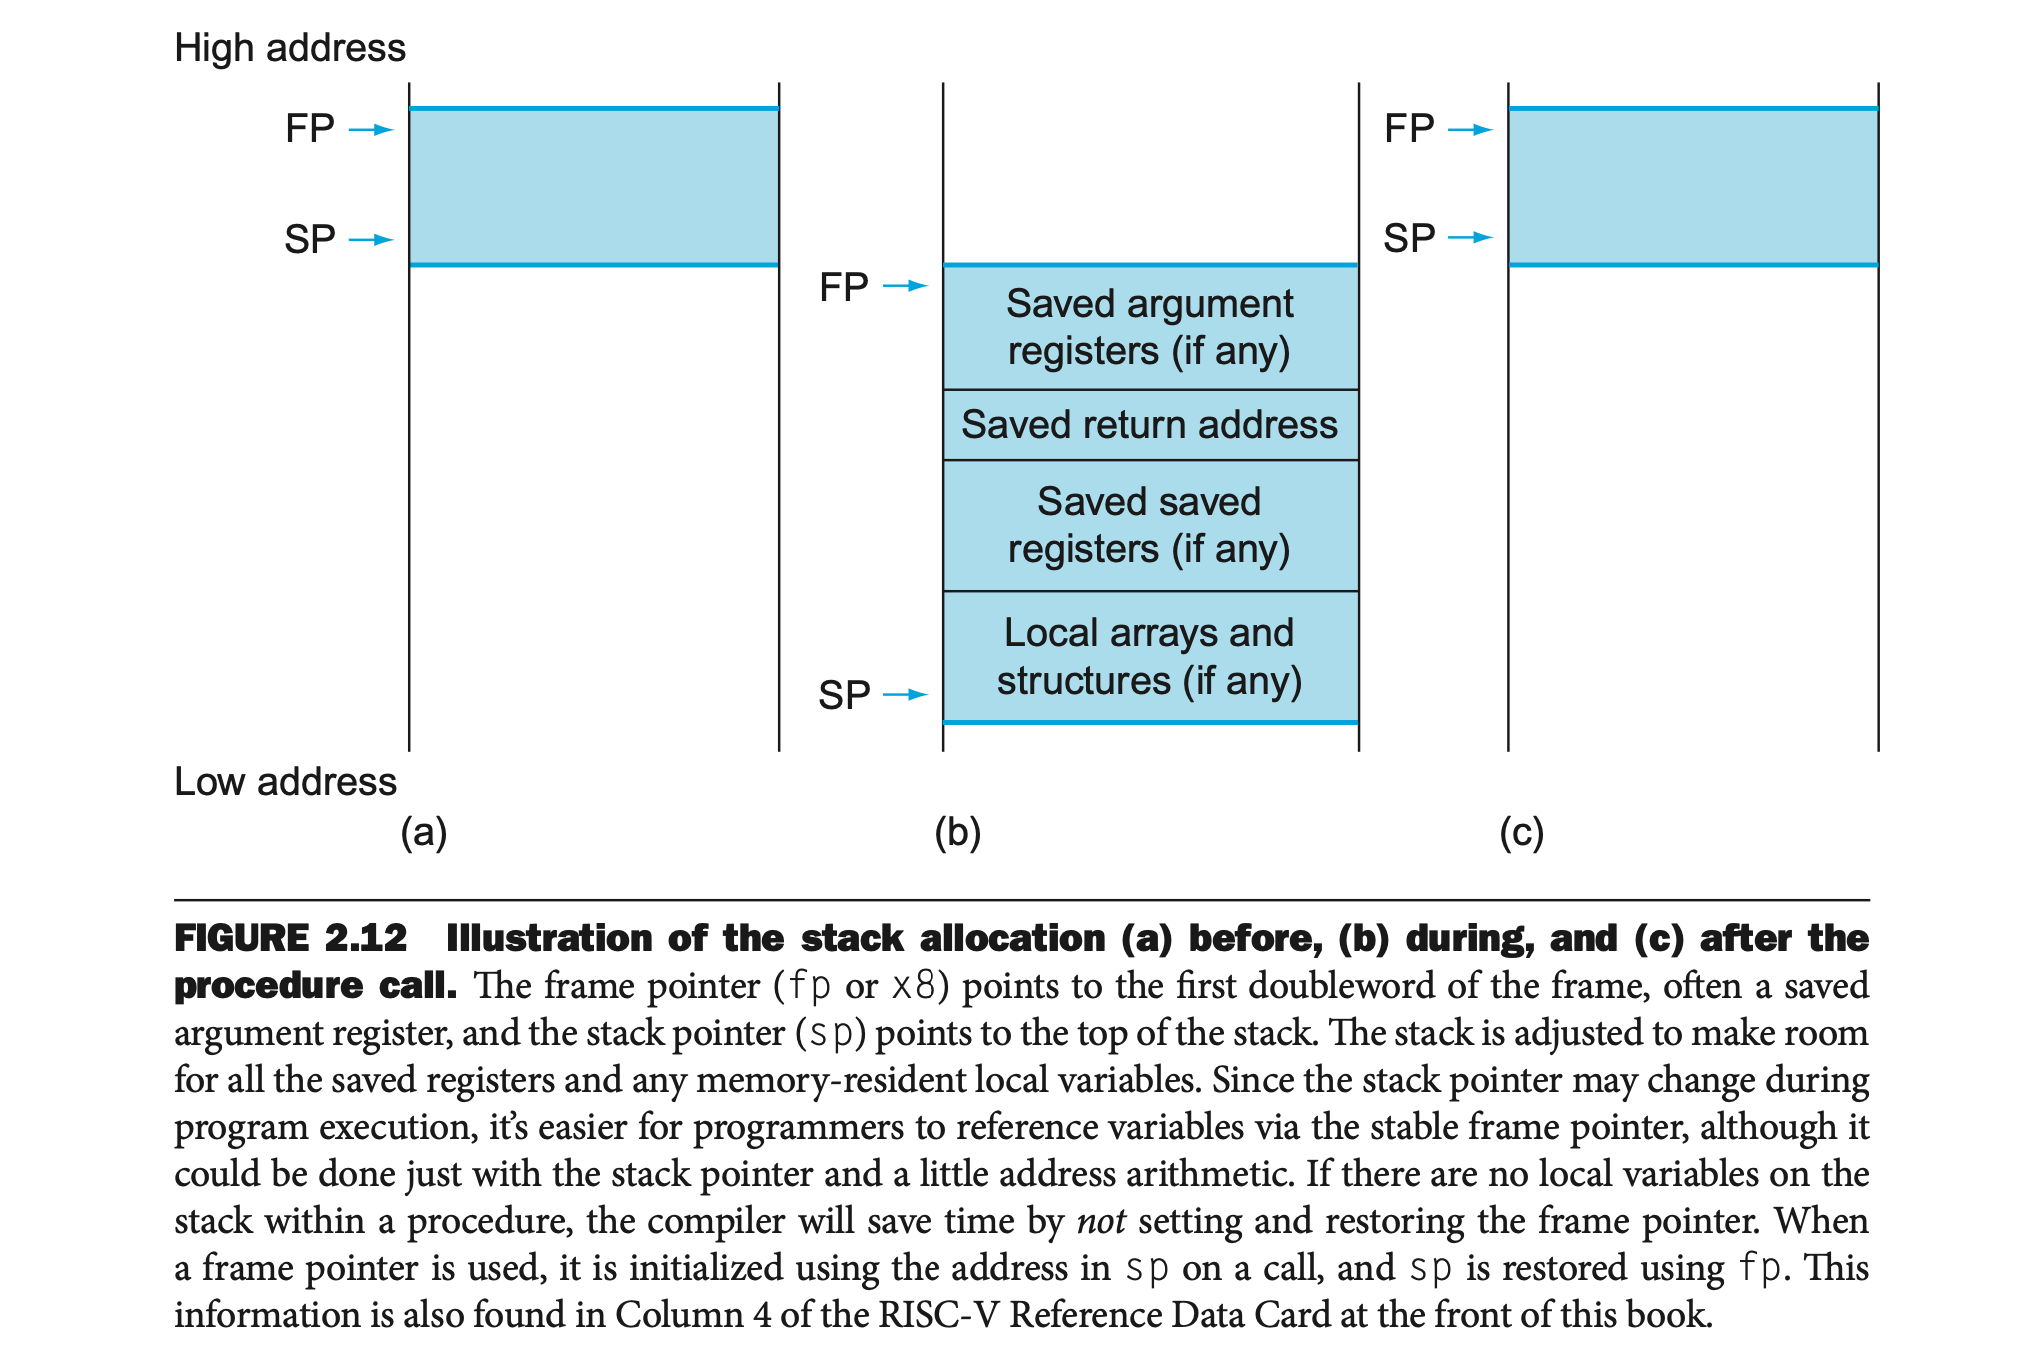 High address
FP
SP
FP
Saved argument
registers (if any)
Saved return address
Saved saved
registers (if any)
Local arrays and
structures (if any)
SP
FP
SP
Low address
(a)
(b)
(c)
FIGURE 2.12 Illustration of the stack allocation (a) before, (b) during, and (c) after the
procedure call. The frame pointer (fp or x8) points to the first doubleword of the frame, often a saved
argument register, and the stack pointer (sp) points to the top of the stack. The stack is adjusted to make room
for all the saved registers and any memory-resident local variables. Since the stack pointer may change during
program execution, it’s easier for programmers to reference variables via the stable frame pointer, although it
could be done just with the stack pointer and a little address arithmetic. If there are no local variables on the
stack within a procedure, the compiler will save time by not setting and restoring the frame pointer. When
a frame pointer is used, it is initialized using the address in sp on a call, and sp is restored using fp. This
information is also found in Column 4 of the RISC-V Reference Data Card at the front of this book.